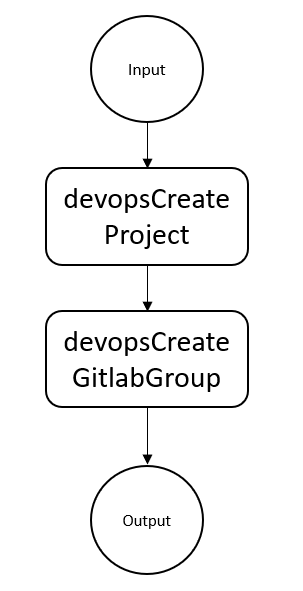 Input
devopsCreate
Project
devopsCreate
GitlabGroup
Output